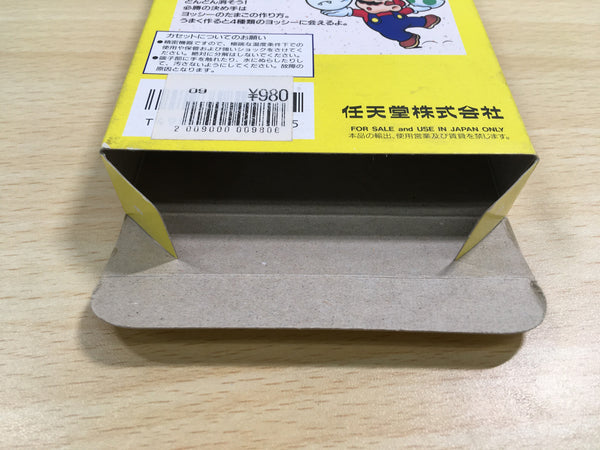 どんどん消そう!
必勝の決め手は
ヨッシーのたまごの作り方。
うまく作ると4種類のヨッシーに会えるよ。
カセットについてのお願い
●精密機器ですので、極端な温度条件下での
使用や保管および強いショックをさけてく
ださい。絶対に分解はしないでください。
●端子部に手を触れたり、水にぬらしたりし
て、汚さないようにしてください。故障の
原因となります。
09
¥980
2 009000 009806
T4
5
任天堂株式会社
FOR SALE and USE IN JAPAN ONLY
本品の輸出、使用営業及び賃貸を禁じます。